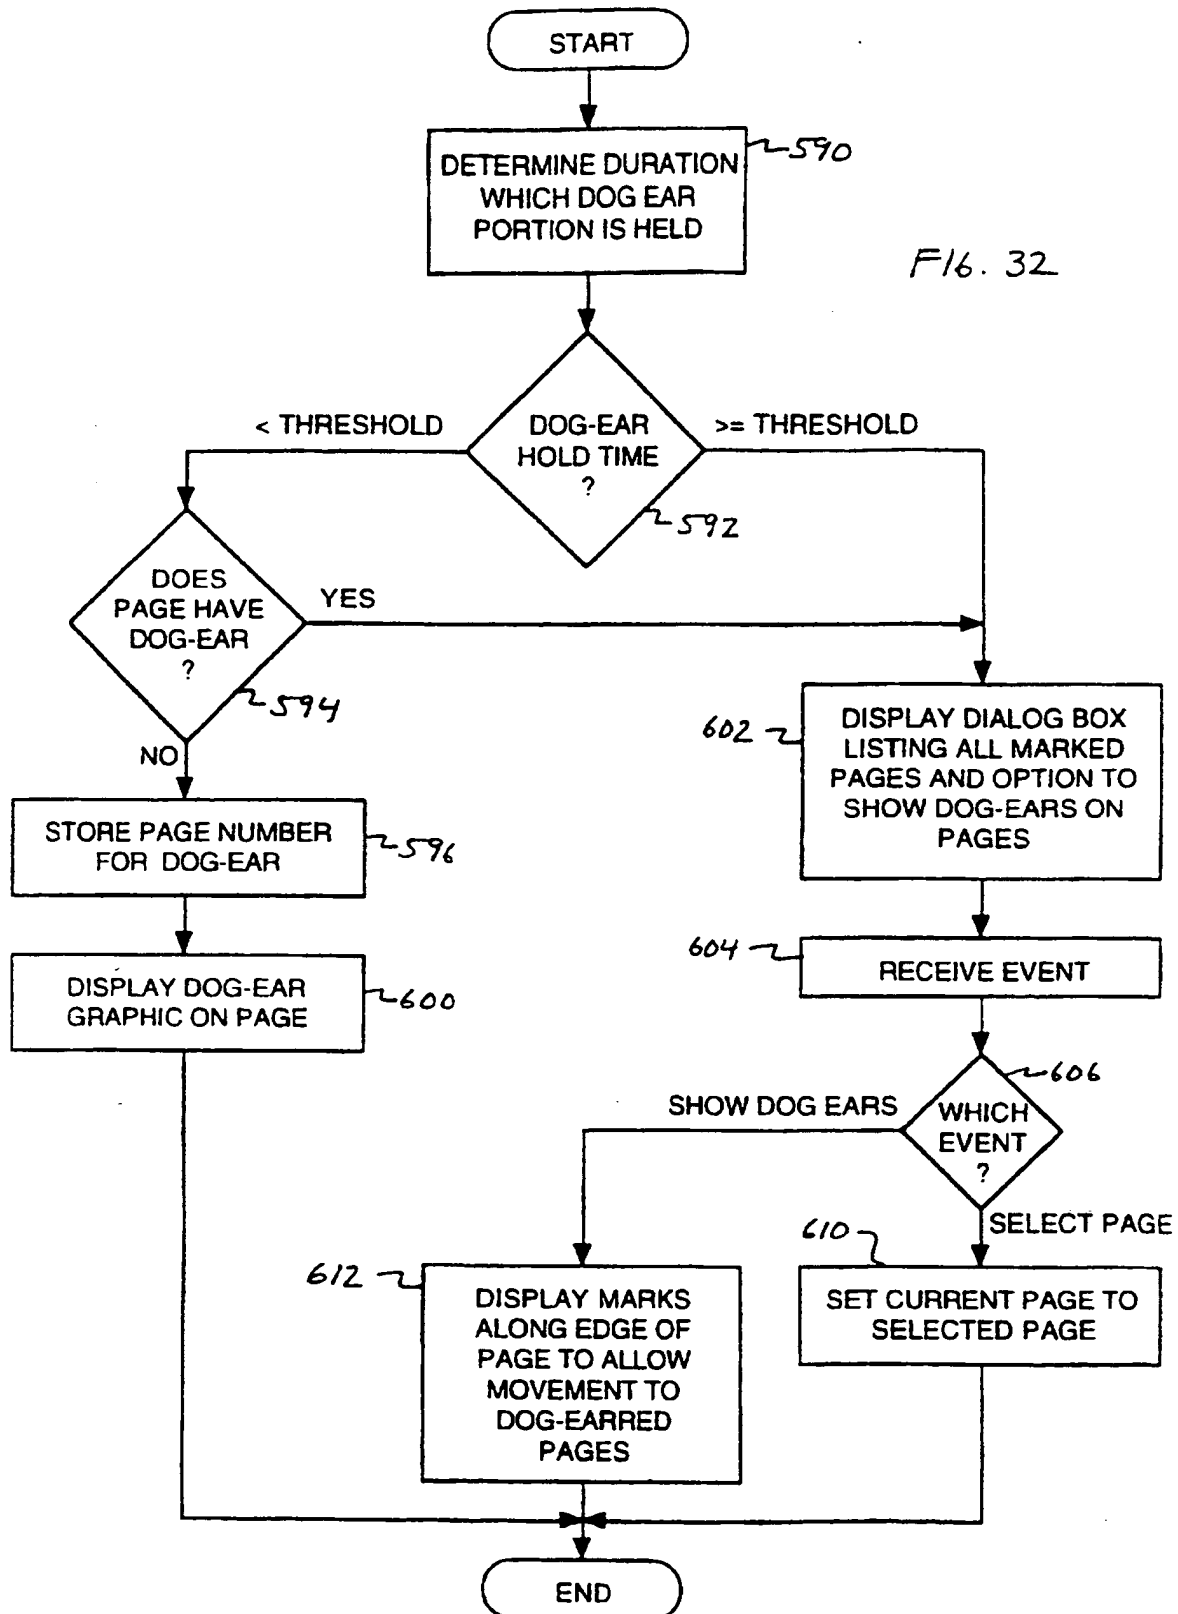 START
DETERMINE DURATION
WHICH DOG EAR
PORTION IS HELD
590
FIG. 32
< THRESHOLD
DOG-EAR
HOLD TIME
?
>= THRESHOLD
592
DOES
PAGE HAVE
DOG-EAR
?
YES
594
NO
602
DISPLAY DIALOG BOX
LISTING ALL MARKED
PAGES AND OPTION TO
SHOW DOG-EARS ON
PAGES
STORE PAGE NUMBER
FOR DOG-EAR
596
604
RECEIVE EVENT
DISPLAY DOG-EAR
GRAPHIC ON PAGE
600
606
SHOW DOG EARS
WHICH
EVENT
?
SELECT PAGE
610
612
DISPLAY MARKS
ALONG EDGE OF
PAGE TO ALLOW
MOVEMENT TO
DOG-EARRED
PAGES
SET CURRENT PAGE TO
SELECTED PAGE
END